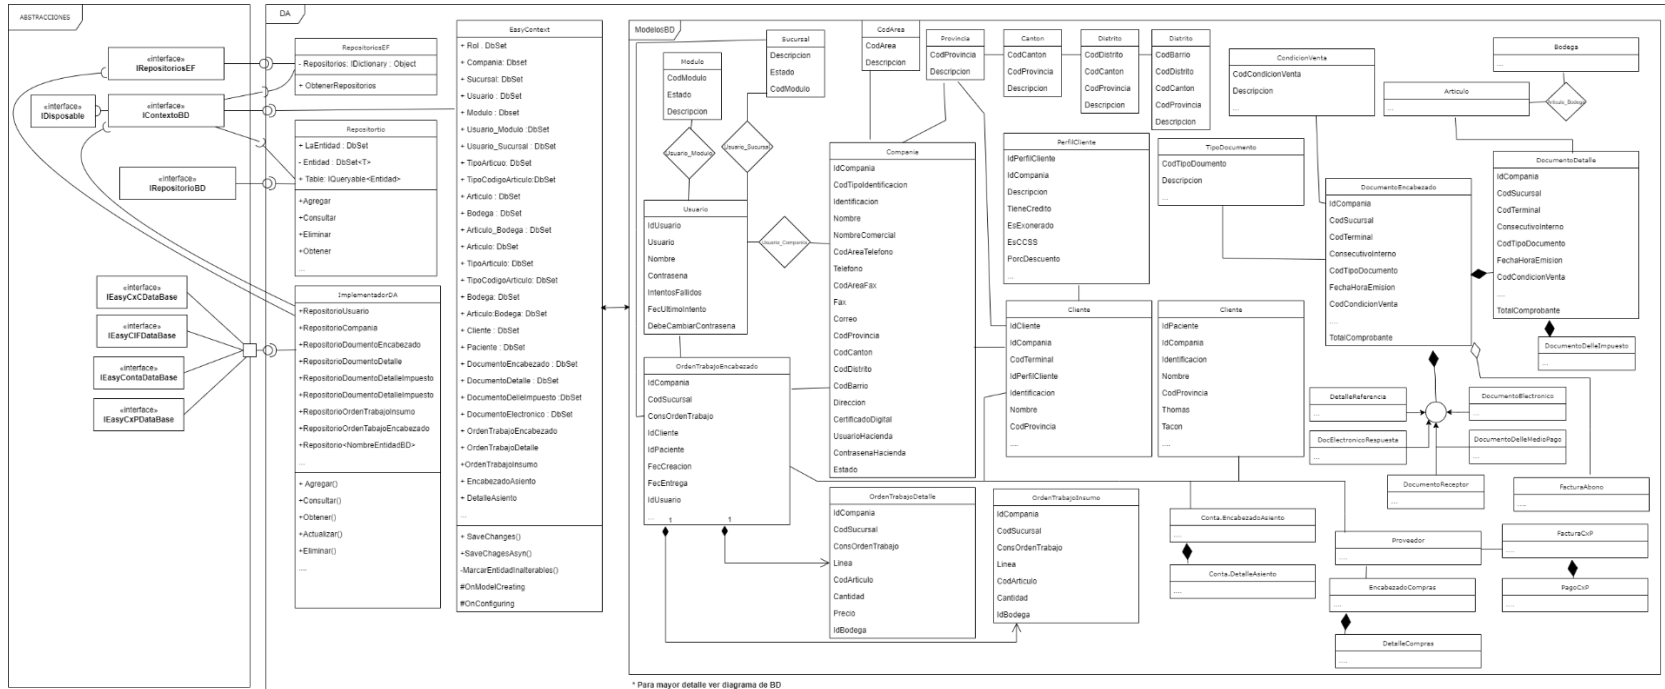 ABSTRACCIONES
«interface»
IRepositoriosEF
«interface»
IDisposable
«interface»
IContextoBD
«interface»
IRepositorioBD
«interface»
IEasyCxCDataBase
«interface»
IEasyCIFDataBase
«interface»
IEasyContaDataBase
«interface»
IEasyCxPDataBase
DA
RepositoriosEF
- Repositorios: IDictionary : Object
+ ObtenerRepositorios
Repositortio
+ LaEntidad : DbSet
- Entidad : DbSet<T>
+ Table: IQueryable<Entidad>
+Agregar
+Consultar
+Eliminar
+Obtener
...
ImplementadorDA
+RepositorioUsuario
+RepositorioCompania
+RepositorioDoumentoEncabezado
+RepositorioDoumentoDetalle
+RepositorioDoumentoDetalleImpuesto
+RepositorioDoumentoDetalleImpuesto
+RepositorioOrdenTrabajoInsumo
+RepositorioOrdenTabajoEncabezado
+Repositorio<NombreEntidadBD>
...
+ Agregar()
+Consultar()
+Obtener()
+Actualizar()
+Eliminar()
....
EasyContext
+ Rol . DbSet
+ Compania: Dbset
+ Sucursal: DbSet
+ Usuario : DbSet
+ Modulo : Dbset
+ Usuario_Modulo :DbSet
+ Usuario_Sucursal : DbSet
+ TipoArticuo: DbSet
+ TipoCodigoArticulo:DbSet
+ Articulo : DbSet
+ Bodega : DbSet
+ Articulo_Bodega : DbSet
+ Articulo: DbSet
+ TipoArticulo: DbSet
+ TipoCodigoArticulo : DbSet
+ Bodega: DbSet
+ Articulo:Bodega: DbSet
+ Cliente : DbSet
+ Paciente : DbSet
+ DocumentoEncabezado : DbSet
+ DocumentoDetalle : DbSet
+ DocumentoDelleImpuesto :DbSet
+ DocumentoElectronico : DbSet
+ OrdenTrabajoEncabezado
+ OrdenTrabajoDetalle
+OrdenTrabajoInsumo
+ EncabezadoAsiento
+ DetalleAsiento
...
+ SaveChanges()
+SaveChagesAsyn()
-MarcarEntidadInalterables()
#OnModelCreating
#OnConfiguring
ModelosBD
Modulo
CodModulo
Estado
Descripcion
Sucursal
Descripcion
Estado
CodModulo
CodArea
CodArea
Descripcion
Provincia
CodProvincia
Descripcion
Canton
CodCanton
CodProvincia
Descripcion
Distrito
CodDistrito
CodCanton
CodProvincia
Descripcion
Distrito
CodBarrio
CodDistrito
CodCanton
CodProvincia
Descripcion
CondicionVenta
CodCondicionVenta
Descripcion
...
Bodega
...
Articulo
...
Articulo_Bodega
Usuario_Modulo
Usuario_Sucursal
Usuario_Compania
Usuario
IdUsuario
Usuario
Nombre
Contrasena
IntentosFallidos
FecUltimoIntento
DebeCambiarContrasena
Compania
IdCompania
CodTipoIdentificacion
Identificacion
Nombre
NombreComercial
CodAreaTelefono
Telefono
CodAreaFax
Fax
Correo
CodProvincia
CodCanton
CodDistrito
CodBarrio
Direccion
CertificadoDigital
UsuarioHacienda
ContrasenaHacienda
Estado
PerfilCliente
IdPerfilCliente
IdCompania
Descripcion
TieneCredito
EsExonerado
EsCCSS
PorcDescuento
...
TipoDocumento
CodTipoDoumento
Descripcion
...
DocumentoEncabezado
IdCompania
CodSucursal
CodTerminal
ConsecutivoInterno
CodTipoDocumento
FechaHoraEmision
CodCondicionVenta
....
TotalComprobante
DocumentoDetalle
IdCompania
CodSucursal
CodTerminal
ConsecutivoInterno
CodTipoDocumento
FechaHoraEmision
CodCondicionVenta
....
TotalComprobante
DocumentoDelleImpuesto
....
Cliente
IdCliente
IdCompania
CodTerminal
IdPerfilCliente
Identificacion
Nombre
CodProvincia
....
Cliente
IdPaciente
IdCompania
Identificacion
Nombre
CodProvincia
Thomas
Tacon
....
OrdenTrabajoEncabezado
IdCompania
CodSucursal
ConsOrdenTrabajo
IdCliente
IdPaciente
FecCreacion
FecEntrega
IdUsuario
...
1
1
OrdenTrabajoDetalle
IdCompania
CodSucursal
ConsOrdenTrabajo
Linea
CodArticulo
Cantidad
Precio
IdBodega
OrdenTrabajoInsumo
IdCompania
CodSucursal
ConsOrdenTrabajo
Linea
CodArticulo
Cantidad
IdBodega
DetalleReferencia
....
DocumentoElectronico
....
DocElectronicoRespuesta
....
DocumentoDelleMedioPago
....
DocumentoReceptor
....
FacturaAbono
....
Conta.EncabezadoAsiento
....
Conta.DetalleAsiento
....
Proveedor
....
FacturaCxP
....
EncabezadoCompras
....
PagoCxP
....
DetalleCompras
....
* Para mayor detalle ver diagrama de BD